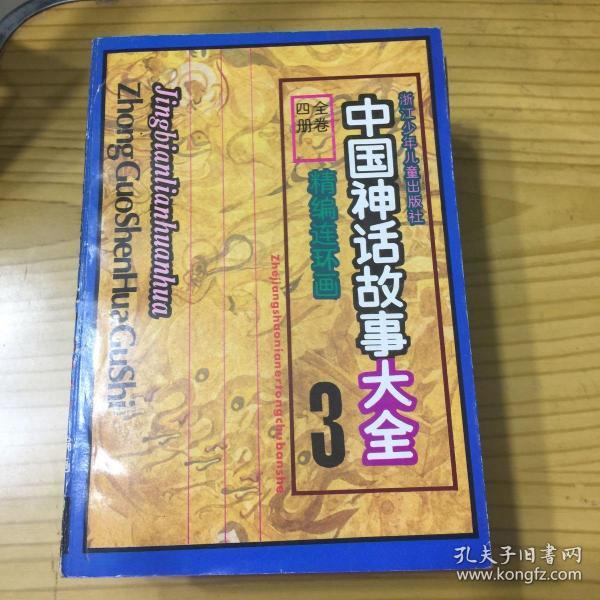 浙江少年儿童出版社
中国神话故事大全
全卷
四册
精编连环画
3
Zhejiangshaonianertongchubanshe
Jingbianlianhuanhua
ZhongGuoShenHuaGuShi
孔夫子旧书网
www.kongfz.com